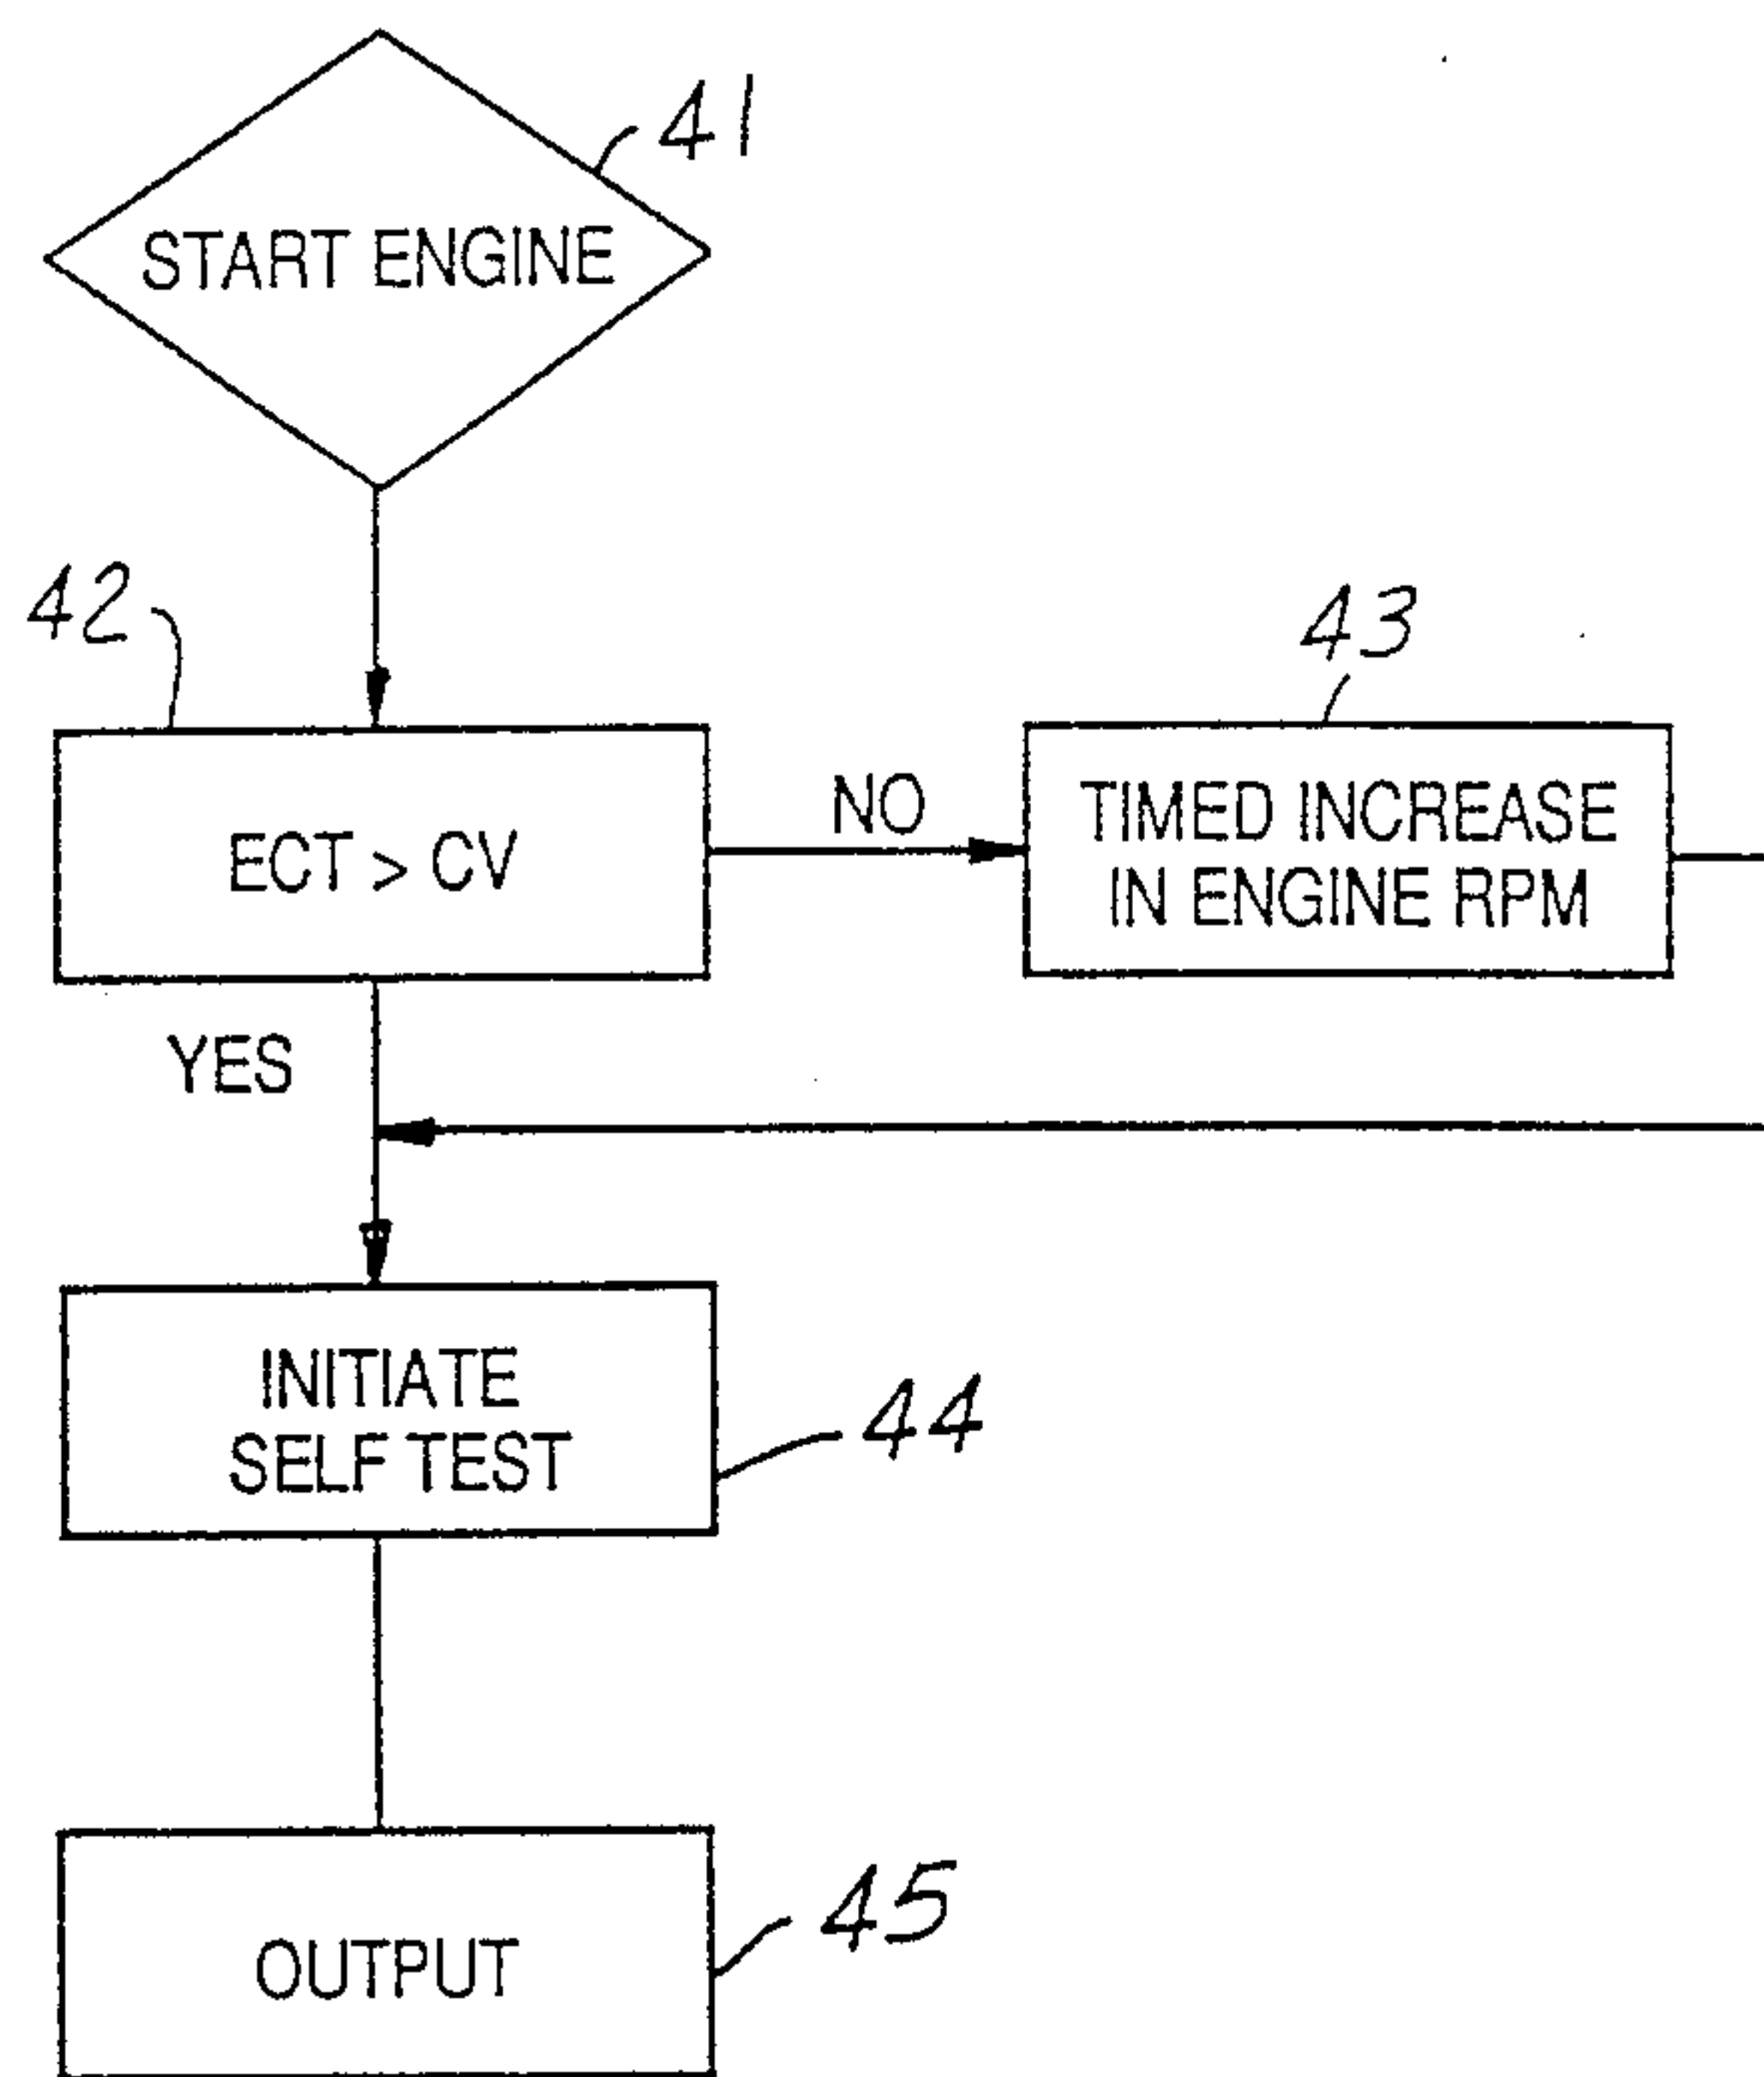 41
START ENGINE
42
43
ECT > CV
NO
TIMED INCREASE
IN ENGINE RPM
YES
INITIATE
SELF TEST
44
OUTPUT
45